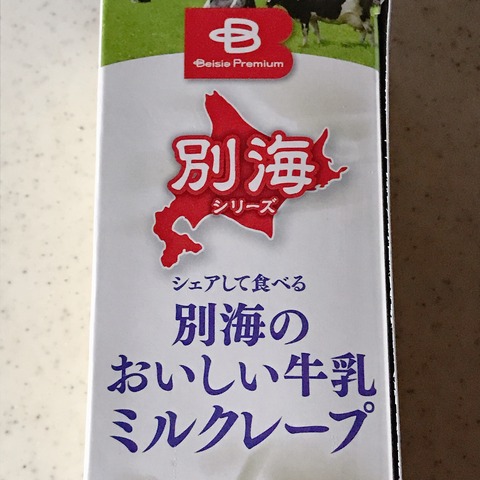 B
Beisia Premium
別海
シリーズ
シェアして食べる
別海の
おいしい牛乳
ミルクレープ